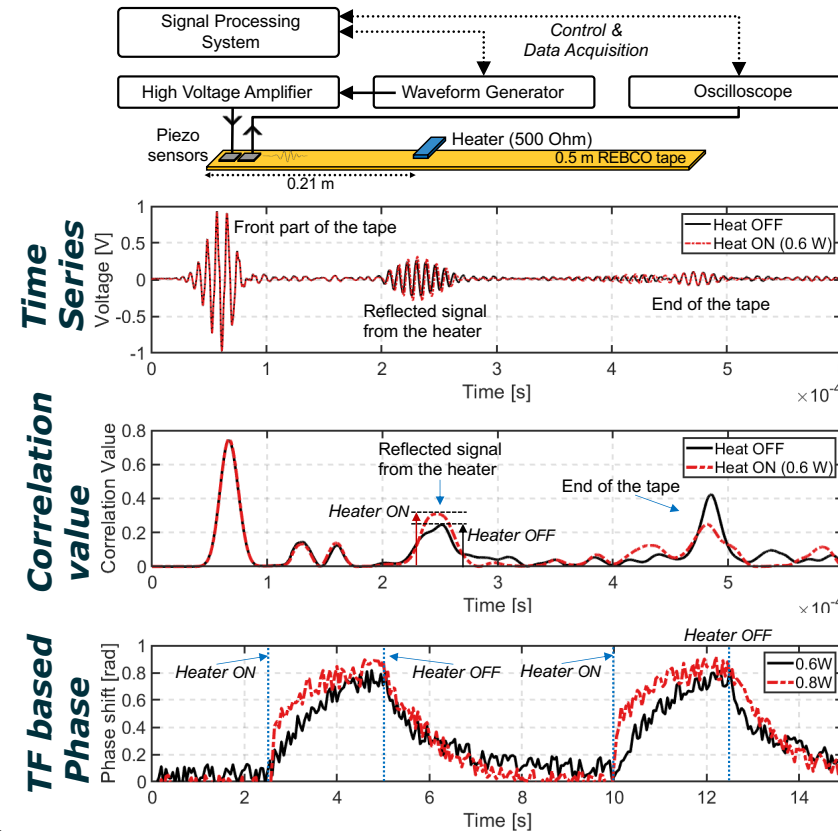 Signal Processing
System
Control &
Data Acquisition
High Voltage Amplifier
Waveform Generator
Oscilloscope
Piezo
sensors
Heater (500 Ohm)
0.5 m REBCO tape
0.21 m
Time
Series
Voltage [V]
1
0.5
0
-0.5
-1
Front part of the tape
Heat OFF
Heat ON (0.6 W)
Reflected signal
from the heater
End of the tape
0 1 2 3 4 5
Time [s]
×10⁻⁴
Correlation
value
Correlation Value
0.8
0.6
0.4
0.2
0
Reflected signal
from the heater
Heat OFF
Heat ON (0.6 W)
End of the tape
Heater ON
Heater OFF
0 1 2 3 4 5
Time [s]
TF based
Phase
Phase shift [rad]
1
0.8
0.6
0.4
0.2
0
Heater ON
Heater OFF
Heater ON
Heater OFF
0.6W
0.8W
0 2 4 6 8 10 12 14
Time [s]